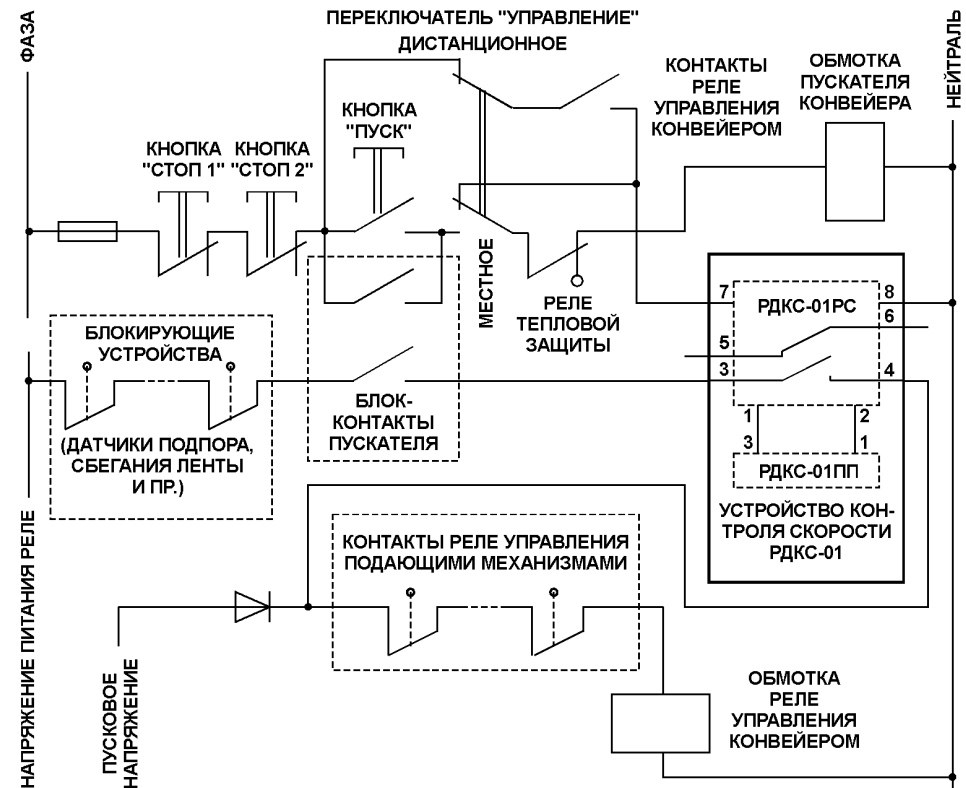 ПЕРЕКЛЮЧАТЕЛЬ "УПРАВЛЕНИЕ"
ДИСТАНЦИОННОЕ
ФАЗА
НЕЙТРАЛЬ
КОНТАКТЫ
РЕЛЕ
УПРАВЛЕНИЯ
КОНВЕЙЕРОМ
ОБМОТКА
ПУСКАТЕЛЯ
КОНВЕЙЕРА
КНОПКА
"СТОП 1"
КНОПКА
"СТОП 2"
КНОПКА
"ПУСК"
МЕСТНОЕ
РЕЛЕ
ТЕПЛОВОЙ
ЗАЩИТЫ
7
РДКС-01РС
8
6
5
3
4
1
2
3
1
РДКС-01ПП
УСТРОЙСТВО КОН-
ТРОЛЯ СКОРОСТИ
РДКС-01
БЛОКИРУЮЩИЕ
УСТРОЙСТВА
(ДАТЧИКИ ПОДПОРА,
СБЕГАНИЯ ЛЕНТЫ
И ПР.)
БЛОК-
КОНТАКТЫ
ПУСКАТЕЛЯ
НАПРЯЖЕНИЕ ПИТАНИЯ РЕЛЕ
КОНТАКТЫ РЕЛЕ УПРАВЛЕНИЯ
ПОДАЮЩИМИ МЕХАНИЗМАМИ
ПУСКОВОЕ
НАПРЯЖЕНИЕ
ОБМОТКА
РЕЛЕ
УПРАВЛЕНИЯ
КОНВЕЙЕРОМ